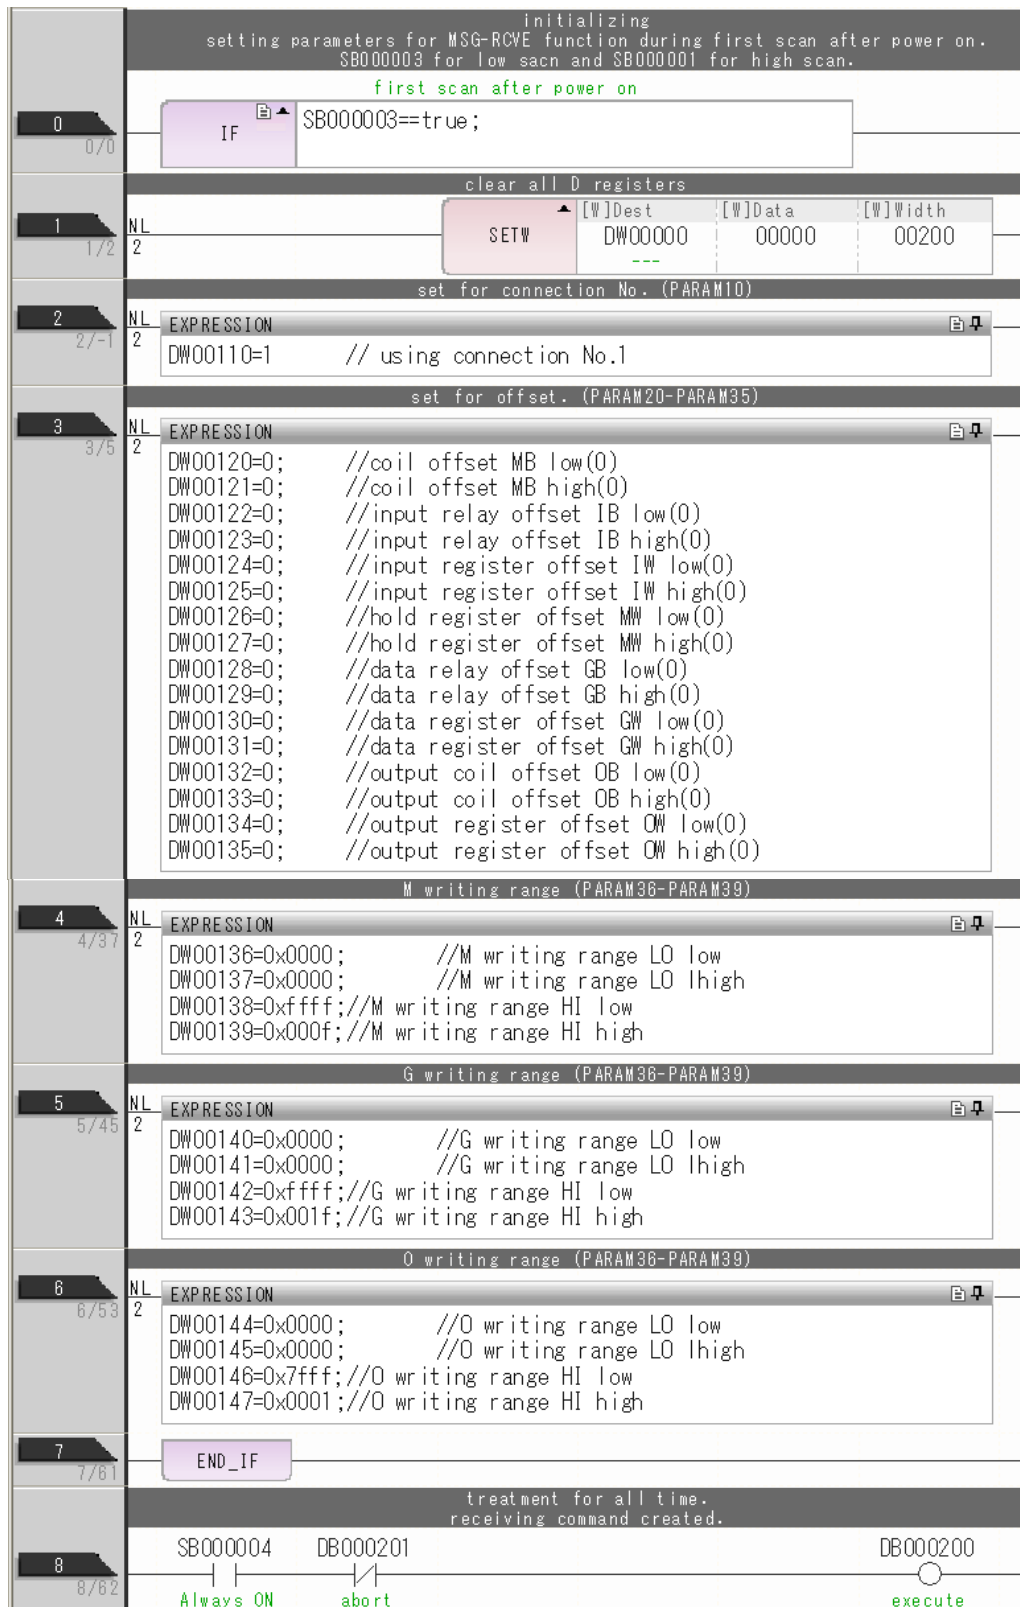 initializing
setting parameters for MSG-RCVE function during first scan after power on.
SB000003 for low sacn and SB000001 for high scan.
first scan after power on
0
0/0
IF
SB000003==true;
clear all D registers
1
1/2
NL
2
SETW
[W]Dest [W]Data [W]Width
DW00000 00000 00200
---
set for connection No. (PARAM10)
2
2/-1
NL
2
EXPRESSION
DW00110=1 // using connection No.1
set for offset. (PARAM20-PARAM35)
3
3/5
NL
2
EXPRESSION
DW00120=0; //coil offset MB low(0)
DW00121=0; //coil offset MB high(0)
DW00122=0; //input relay offset IB low(0)
DW00123=0; //input relay offset IB high(0)
DW00124=0; //input register offset IW low(0)
DW00125=0; //input register offset IW high(0)
DW00126=0; //hold register offset MW low(0)
DW00127=0; //hold register offset MW high(0)
DW00128=0; //data relay offset GB low(0)
DW00129=0; //data relay offset GB high(0)
DW00130=0; //data register offset GW low(0)
DW00131=0; //data register offset GW high(0)
DW00132=0; //output coil offset OB low(0)
DW00133=0; //output coil offset OB high(0)
DW00134=0; //output register offset OW low(0)
DW00135=0; //output register offset OW high(0)
M writing range (PARAM36-PARAM39)
4
4/37
NL
2
EXPRESSION
DW00136=0x0000; //M writing range LO low
DW00137=0x0000; //M writing range LO lhigh
DW00138=0xffff;//M writing range HI low
DW00139=0x000f;//M writing range HI high
G writing range (PARAM36-PARAM39)
5
5/45
NL
2
EXPRESSION
DW00140=0x0000; //G writing range LO low
DW00141=0x0000; //G writing range LO lhigh
DW00142=0xffff;//G writing range HI low
DW00143=0x001f;//G writing range HI high
O writing range (PARAM36-PARAM39)
6
6/53
NL
2
EXPRESSION
DW00144=0x0000; //O writing range LO low
DW00145=0x0000; //O writing range LO lhigh
DW00146=0x7fff;//O writing range HI low
DW00147=0x0001;//O writing range HI high
7
7/61
END_IF
treatment for all time.
receiving command created.
8
8/62
SB000004 DB000201 DB000200
Always ON abort execute